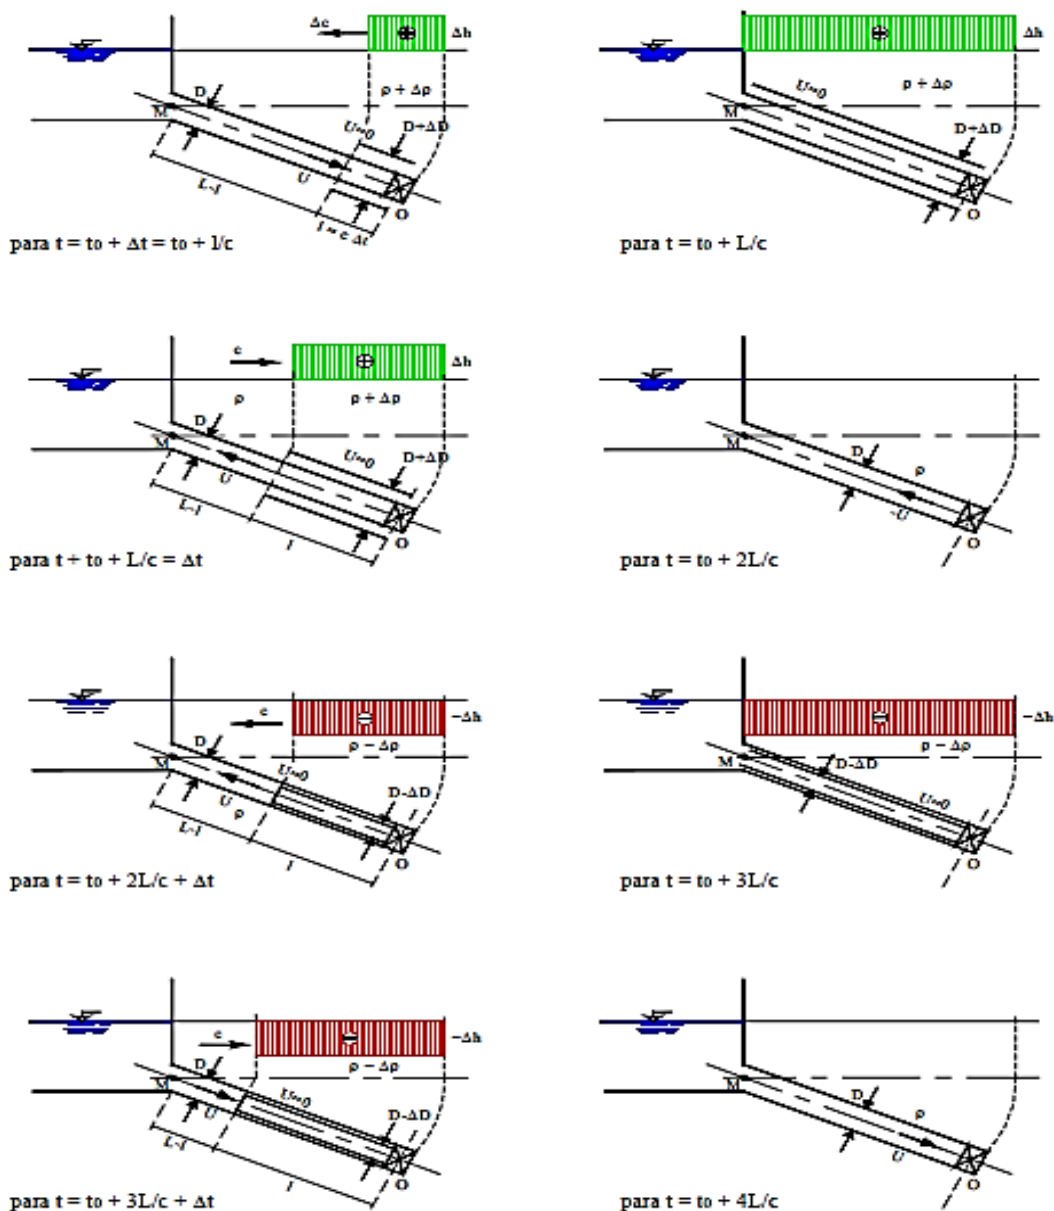 Δc
⊕
Δh
ρ + Δρ
D
M
U≈0
D+ΔD
U
L-l
l = c Δt
O
para t = to + Δt = to + l/c
⊕
Δh
U≈0
ρ + Δρ
M
D+ΔD
O
para t = to + L/c
c
⊕
Δh
ρ
ρ + Δρ
D
M
U≈0
D+ΔD
U
L-l
l
O
para t + to + L/c = Δt
M
D
ρ
-U
O
para t = to + 2L/c
c
⊖
−Δh
ρ − Δρ
D
M
U≈0
D-ΔD
U
ρ
L-l
l
O
para t = to + 2L/c + Δt
⊖
−Δh
ρ − Δρ
M
D-ΔD
U≈0
O
para t = to + 3L/c
c
⊖
−Δh
ρ − Δρ
D
M
U≈0
D-ΔD
U
L-l
l
O
para t = to + 3L/c + Δt
M
D
ρ
U
O
para t = to + 4L/c